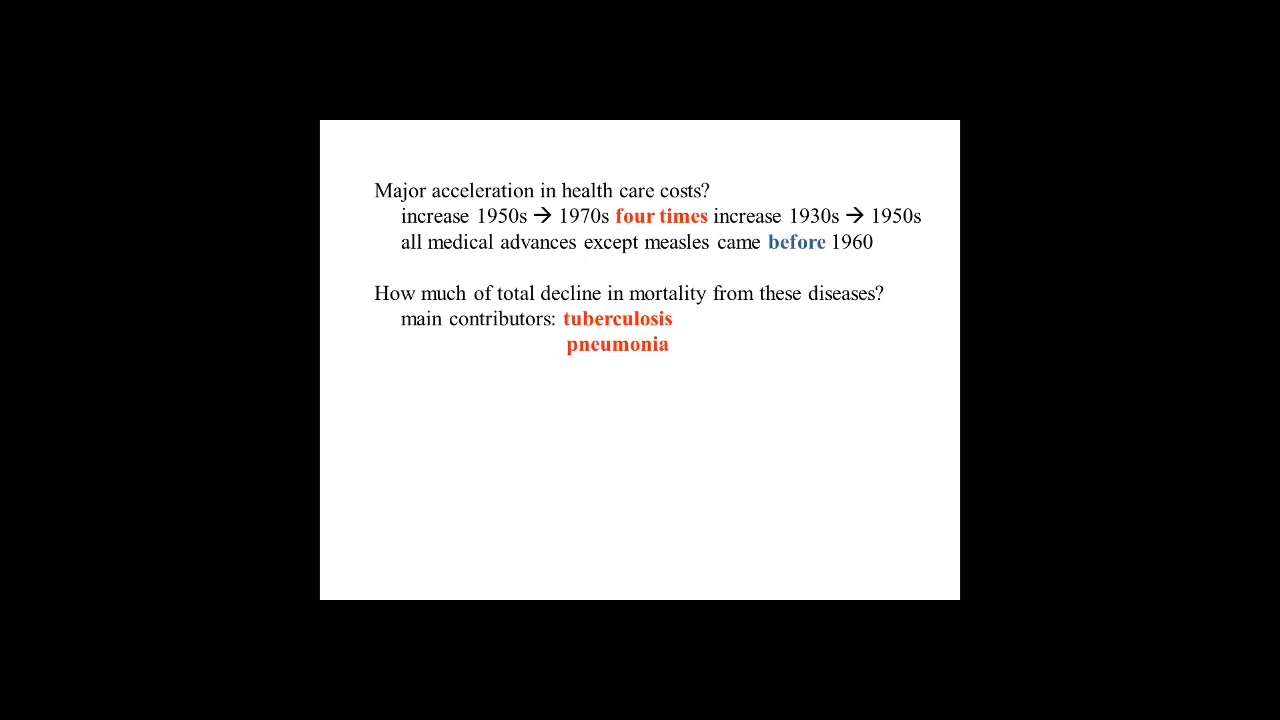 Major acceleration in health care costs?
increase 1950s → 1970s four times increase 1930s → 1950s
all medical advances except measles came before 1960
How much of total decline in mortality from these diseases?
main contributors: tuberculosis
pneumonia